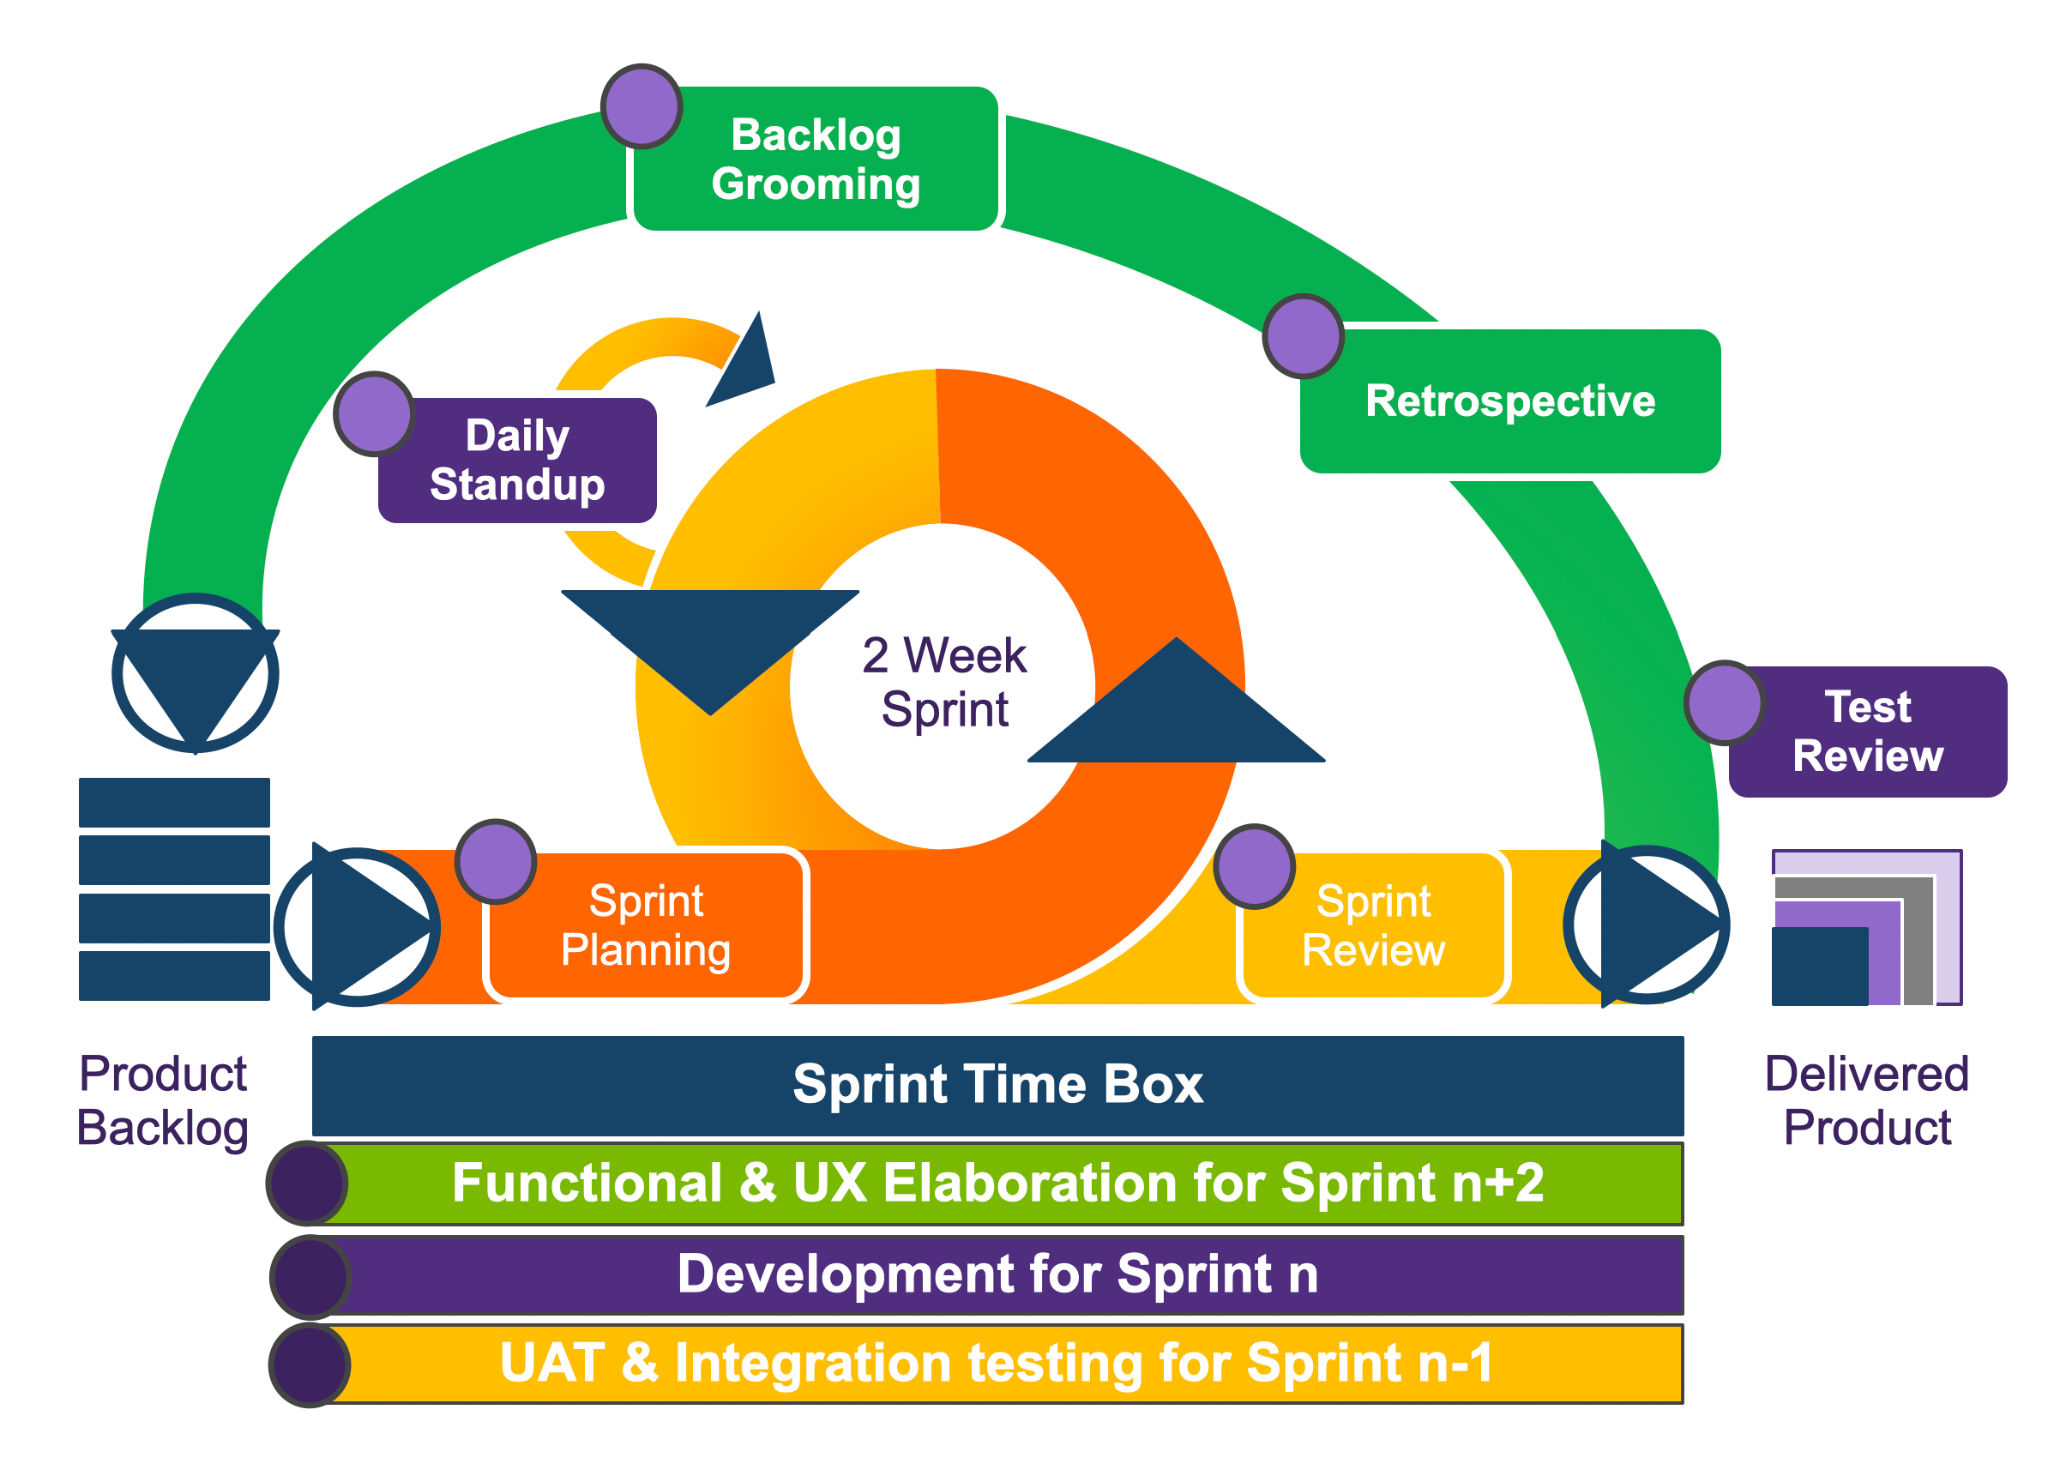 Backlog
Grooming
Retrospective
Daily
Standup
2 Week
Sprint
Test
Review
Sprint
Planning
Sprint
Review
Product
Backlog
Delivered
Product
Sprint Time Box
Functional & UX Elaboration for Sprint n+2
Development for Sprint n
UAT & Integration testing for Sprint n-1